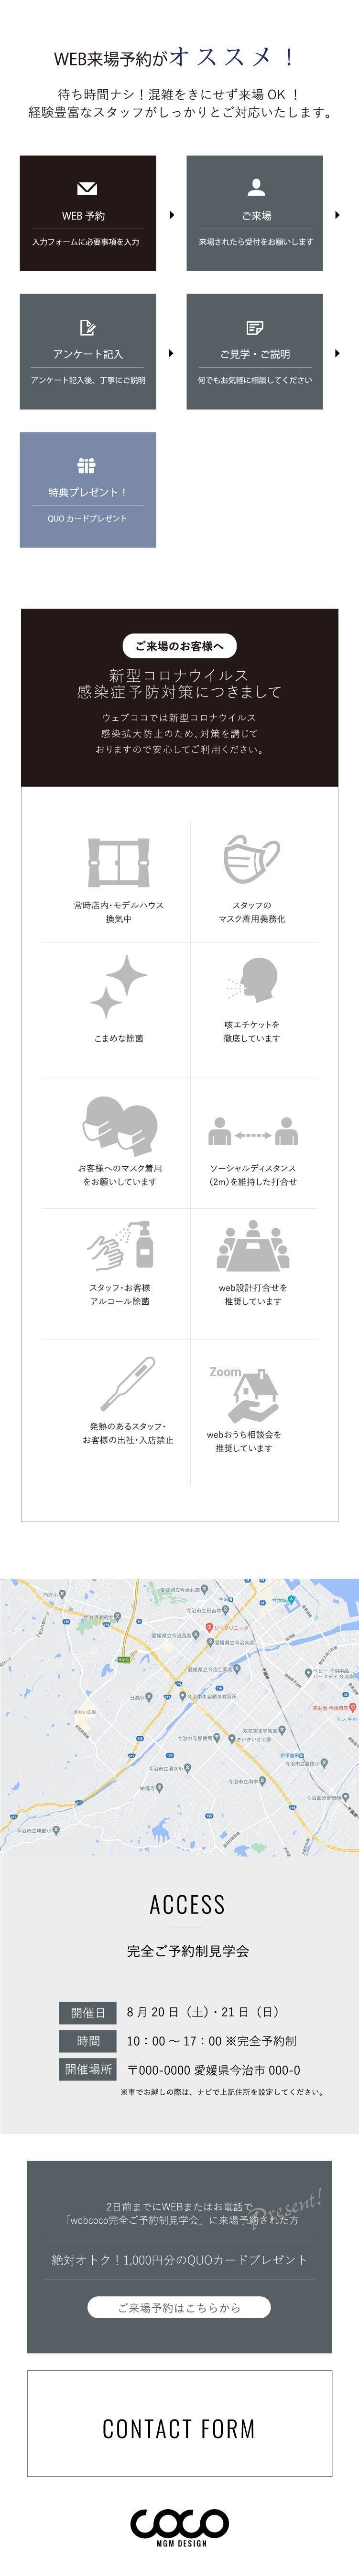 WEB来場予約がオススメ！
待ち時間ナシ！混雑をきにせず来場 OK ！
経験豊富なスタッフがしっかりとご対応いたします。
WEB 予約
入力フォームに必要事項を入力
ご来場
来場されたら受付をお願いします
アンケート記入
アンケート記入後、丁寧にご説明
ご見学・ご説明
何でもお気軽に相談してください
特典プレゼント！
QUO カードプレゼント
ご来場のお客様へ
新型コロナウイルス
感染症予防対策につきまして
ウェブココでは新型コロナウイルス
感染拡大防止のため、対策を講じて
おりますので安心してご利用ください。
常時店内・モデルハウス
換気中
スタッフの
マスク着用義務化
こまめな除菌
咳エチケットを
徹底しています
お客様へのマスク着用
をお願いしています
ソーシャルディスタンス
（2m）を維持した打合せ
スタッフ・お客様
アルコール除菌
web設計打合せを
推奨しています
発熱のあるスタッフ・
お客様の出社・入店禁止
Zoom
webおうち相談会を
推奨しています
ACCESS
完全ご予約制見学会
開催日
8 月 20 日（土）・21 日（日）
時間
10：00 〜 17：00 ※完全予約制
開催場所
〒000-0000 愛媛県今治市 000-0
※車でお越しの際は、ナビで上記住所を設定してください。
Present!
2日前までにWEBまたはお電話で
「webcoco完全ご予約制見学会」に来場予約された方
絶対オトク！1,000円分のQUOカードプレゼント
ご来場予約はこちらから
CONTACT FORM
COCO
MGM DESIGN